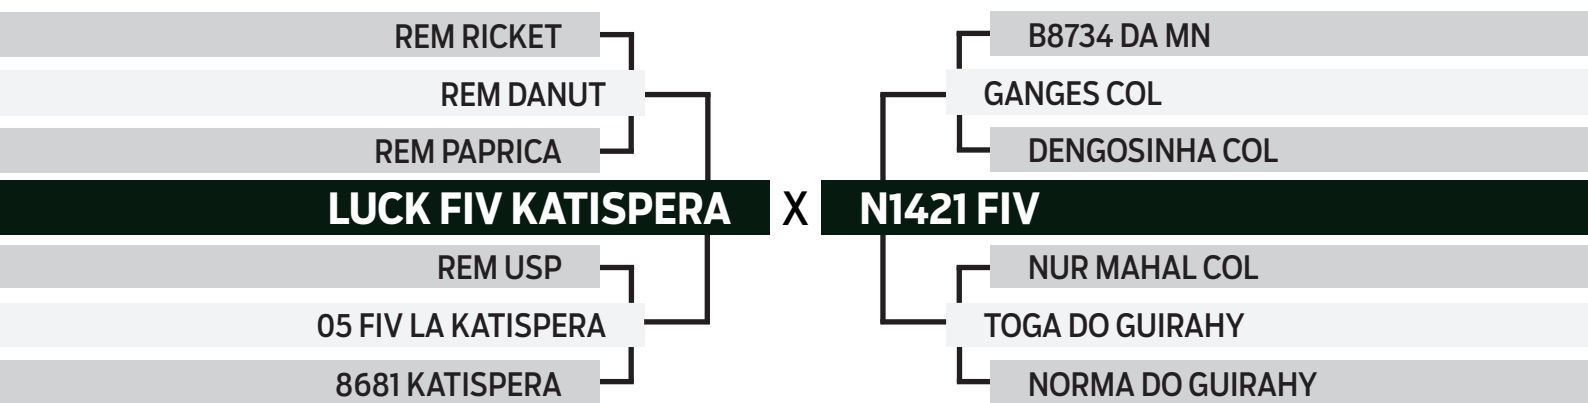 REM RICKET
REM DANUT
REM PAPRICA
LUCK FIV KATISPERA X N1421 FIV
REM USP
05 FIV LA KATISPERA
8681 KATISPERA
B8734 DA MN
GANGES COL
DENGOSINHA COL
NUR MAHAL COL
TOGA DO GUIRAHY
NORMA DO GUIRAHY